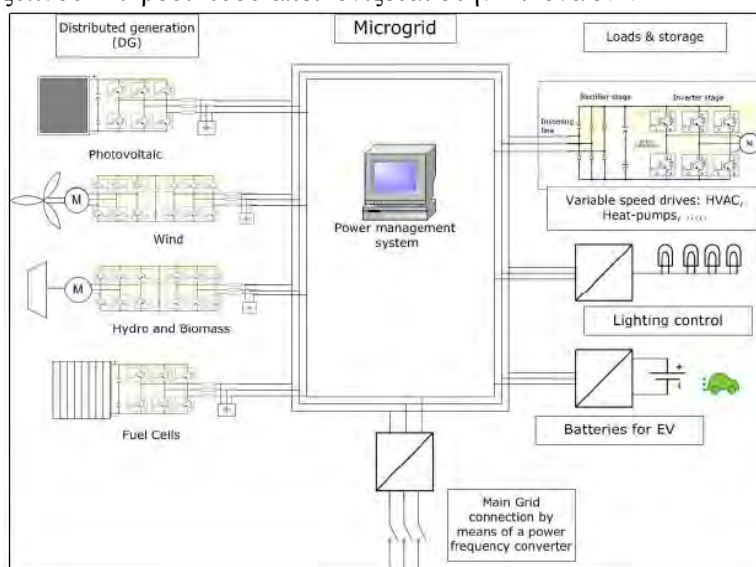 Distributed generation
(DG)
Microgrid
Loads & storage
Rectifier stage
Inverter stage
Incoming
line
M
Photovoltaic
Variable speed drives: HVAC,
Heat-pumps, .....
M
Wind
Power management
system
M
Hydro and Biomass
Lighting control
Fuel Cells
+
Batteries for EV
Main Grid
connection by
means of a power
frequency converter